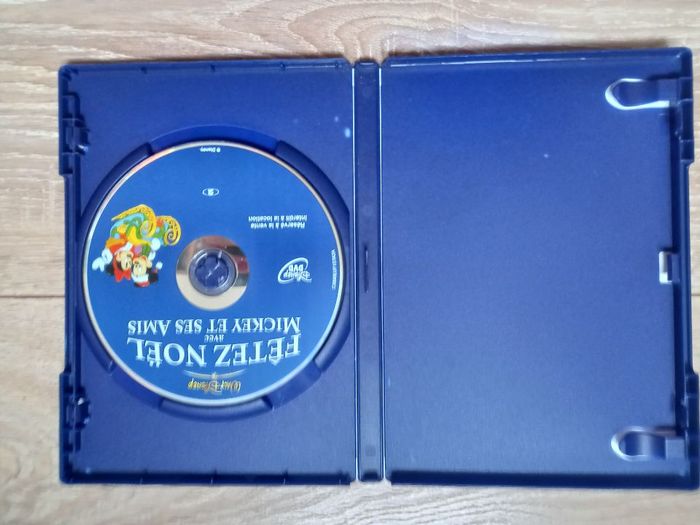 Walt Disney
FÊTEZ NOËL
AVEC
MICKEY ET SES AMIS
Disney
DVD
Réservé à la vente
Interdit à la location
© Disney